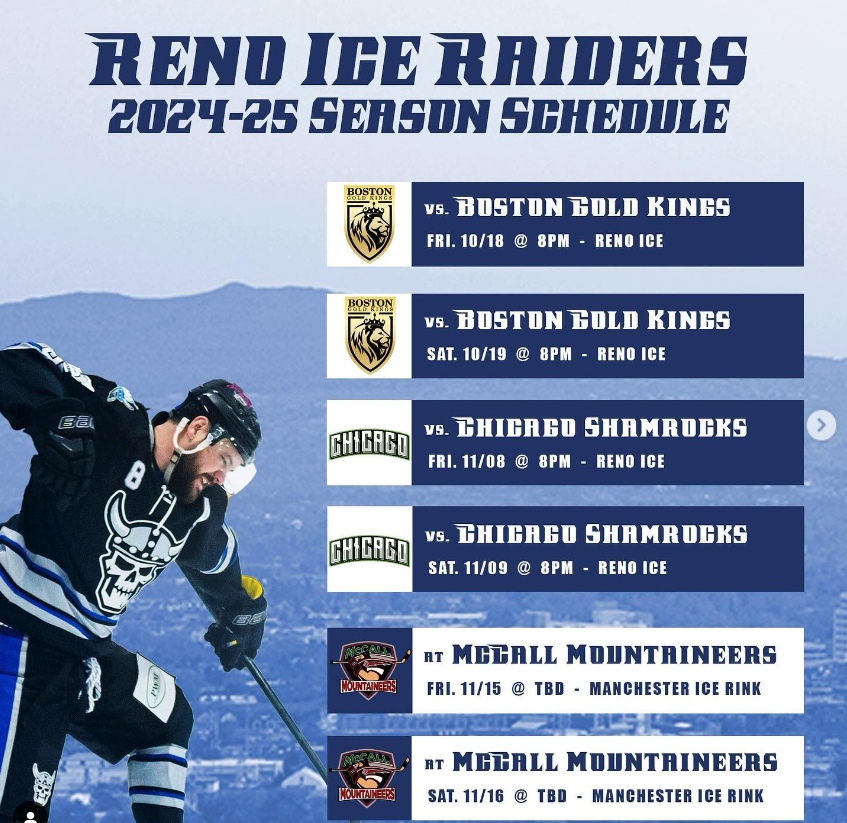 RENO ICE RAIDERS
2024-25 SEASON SCHEDULE
BOSTON
GOLD KINGS
VS. BOSTON GOLD KINGS
FRI. 10/18 @ 8PM - RENO ICE
BOSTON
GOLD KINGS
VS. BOSTON GOLD KINGS
SAT. 10/19 @ 8PM - RENO ICE
CHICAGO
VS. CHICAGO SHAMROCKS
FRI. 11/08 @ 8PM - RENO ICE
CHICAGO
VS. CHICAGO SHAMROCKS
SAT. 11/09 @ 8PM - RENO ICE
8
McCALL
MOUNTAINEERS
AT MCCALL MOUNTAINEERS
FRI. 11/15 @ TBD - MANCHESTER ICE RINK
PWM
McCALL
MOUNTAINEERS
AT MCCALL MOUNTAINEERS
SAT. 11/16 @ TBD - MANCHESTER ICE RINK